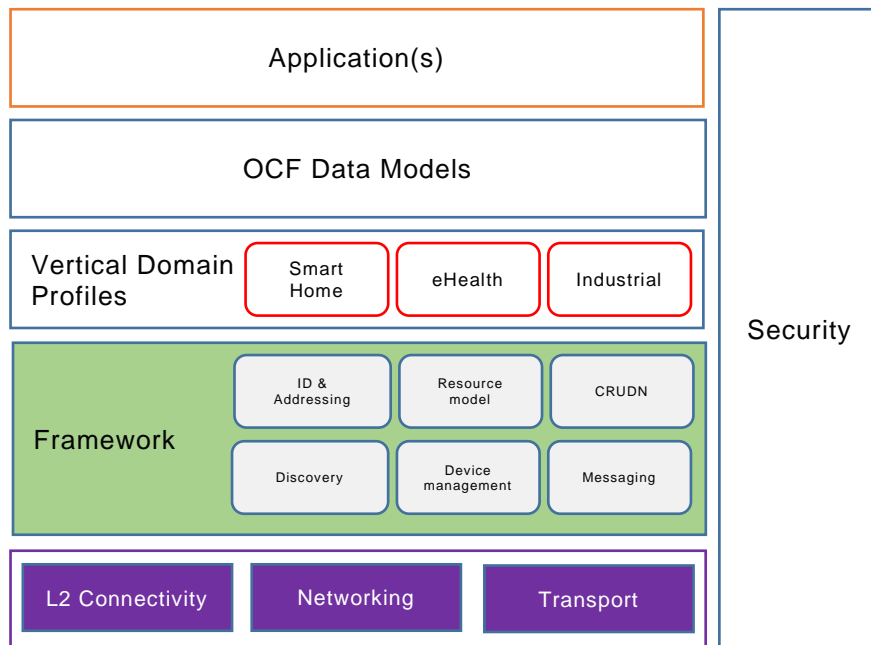 Application(s)
OCF Data Models
Vertical Domain
Profiles
Smart
Home
eHealth
Industrial
Security
Framework
ID &
Addressing
Resource
model
CRUDN
Discovery
Device
management
Messaging
L2 Connectivity
Networking
Transport